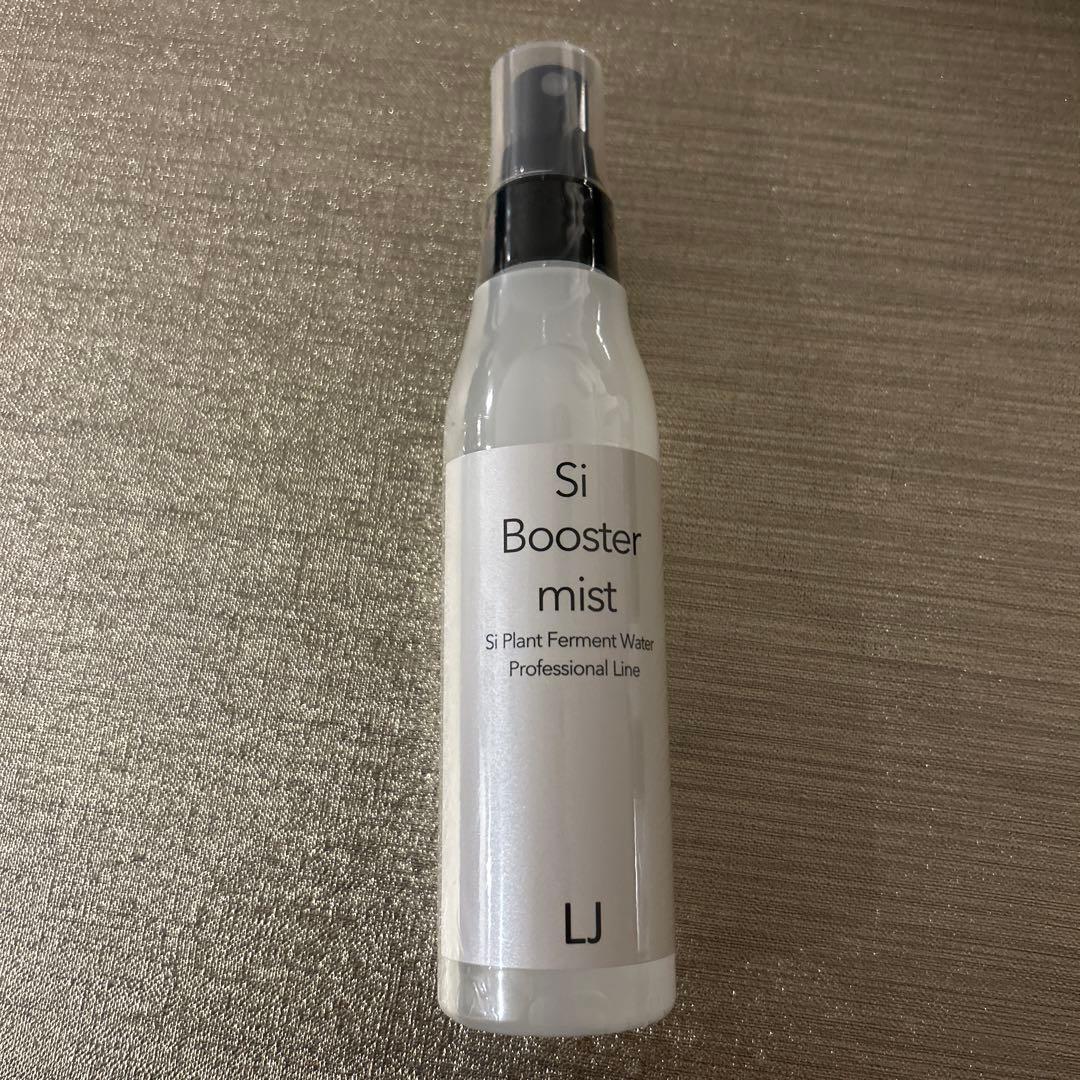 Si
Booster
mist
Si Plant Ferment Water
Professional Line
LJ